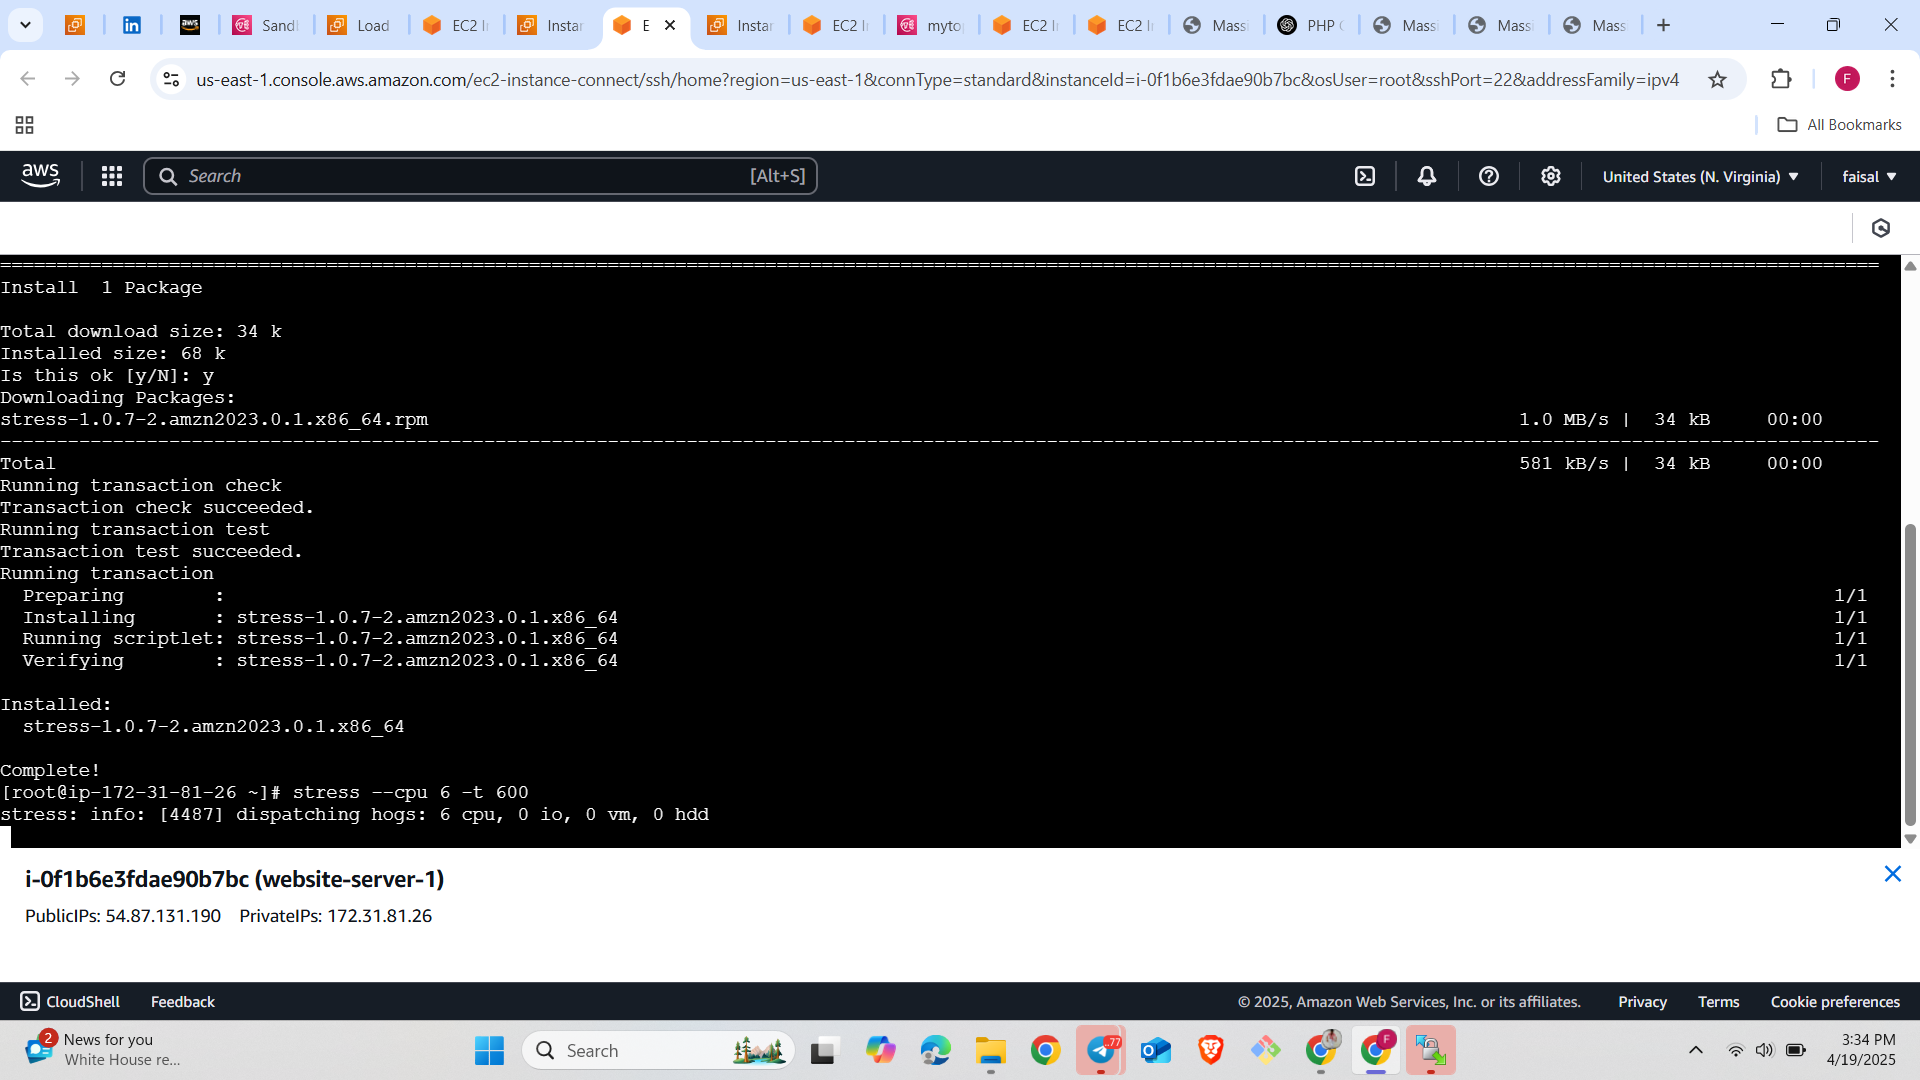 Sandl
Load
EC2 I
Instar
E
Instar
EC2 I
myto
EC2 I
EC2 I
Massi
PHP
Massi
Massi
Mass
us-east-1.console.aws.amazon.com/ec2-instance-connect/ssh/home?region=us-east-1&connType=standard&instanceId=i-0f1b6e3fdae90b7bc&osUser=root&sshPort=22&addressFamily=ipv4
F
All Bookmarks
aws
Search
[Alt+S]
United States (N. Virginia)
faisal
================================================================================
Install  1 Package
Total download size: 34 k
Installed size: 68 k
Is this ok [y/N]: y
Downloading Packages:
stress-1.0.7-2.amzn2023.0.1.x86_64.rpm 1.0 MB/s | 34 kB 00:00
--------------------------------------------------------------------------------
Total 581 kB/s | 34 kB 00:00
Running transaction check
Transaction check succeeded.
Running transaction test
Transaction test succeeded.
Running transaction
Preparing : 1/1
Installing : stress-1.0.7-2.amzn2023.0.1.x86_64 1/1
Running scriptlet: stress-1.0.7-2.amzn2023.0.1.x86_64 1/1
Verifying : stress-1.0.7-2.amzn2023.0.1.x86_64 1/1
Installed:
stress-1.0.7-2.amzn2023.0.1.x86_64
Complete!
[root@ip-172-31-81-26 ~]# stress --cpu 6 -t 600
stress: info: [4487] dispatching hogs: 6 cpu, 0 io, 0 vm, 0 hdd
i-0f1b6e3fdae90b7bc (website-server-1)
PublicIPs: 54.87.131.190 PrivateIPs: 172.31.81.26
CloudShell
Feedback
© 2025, Amazon Web Services, Inc. or its affiliates.
Privacy
Terms
Cookie preferences
2
News for you
White House re...
Search
.77
F
3:34 PM
4/19/2025